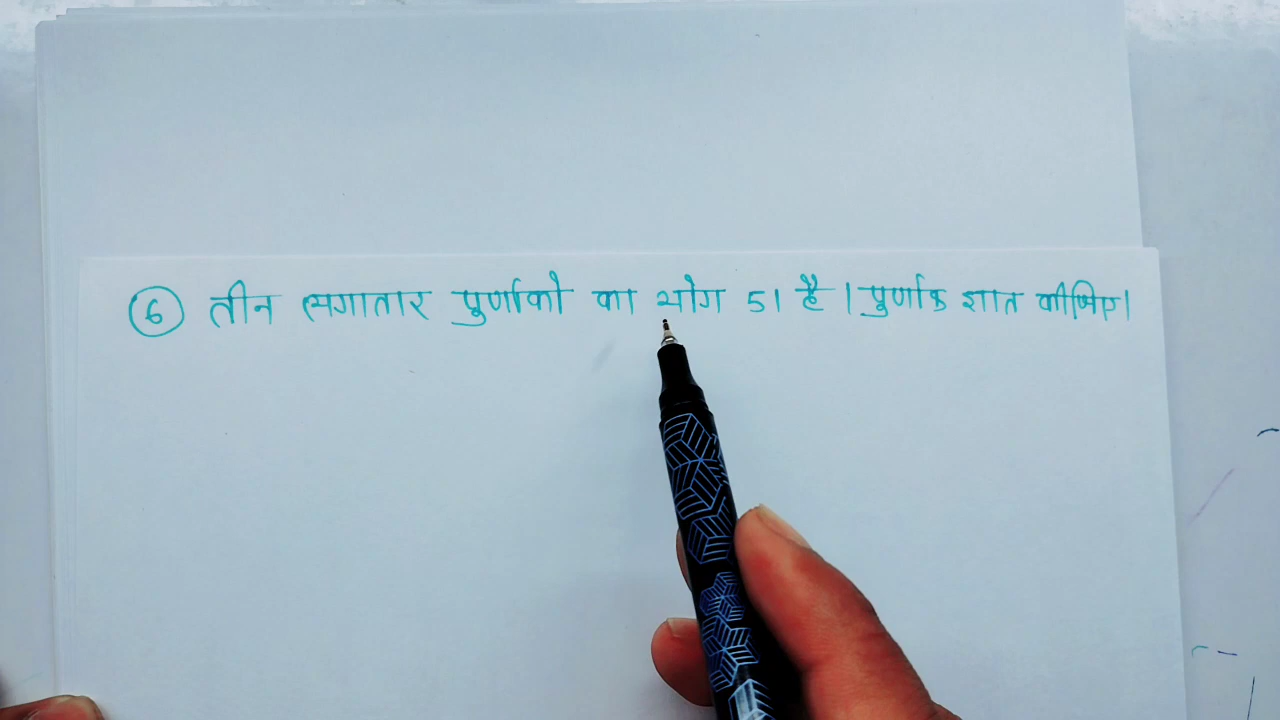 6 तीन लगातार पुर्णाको का योग 51 है । पुर्णाक ज्ञात कीजिए।